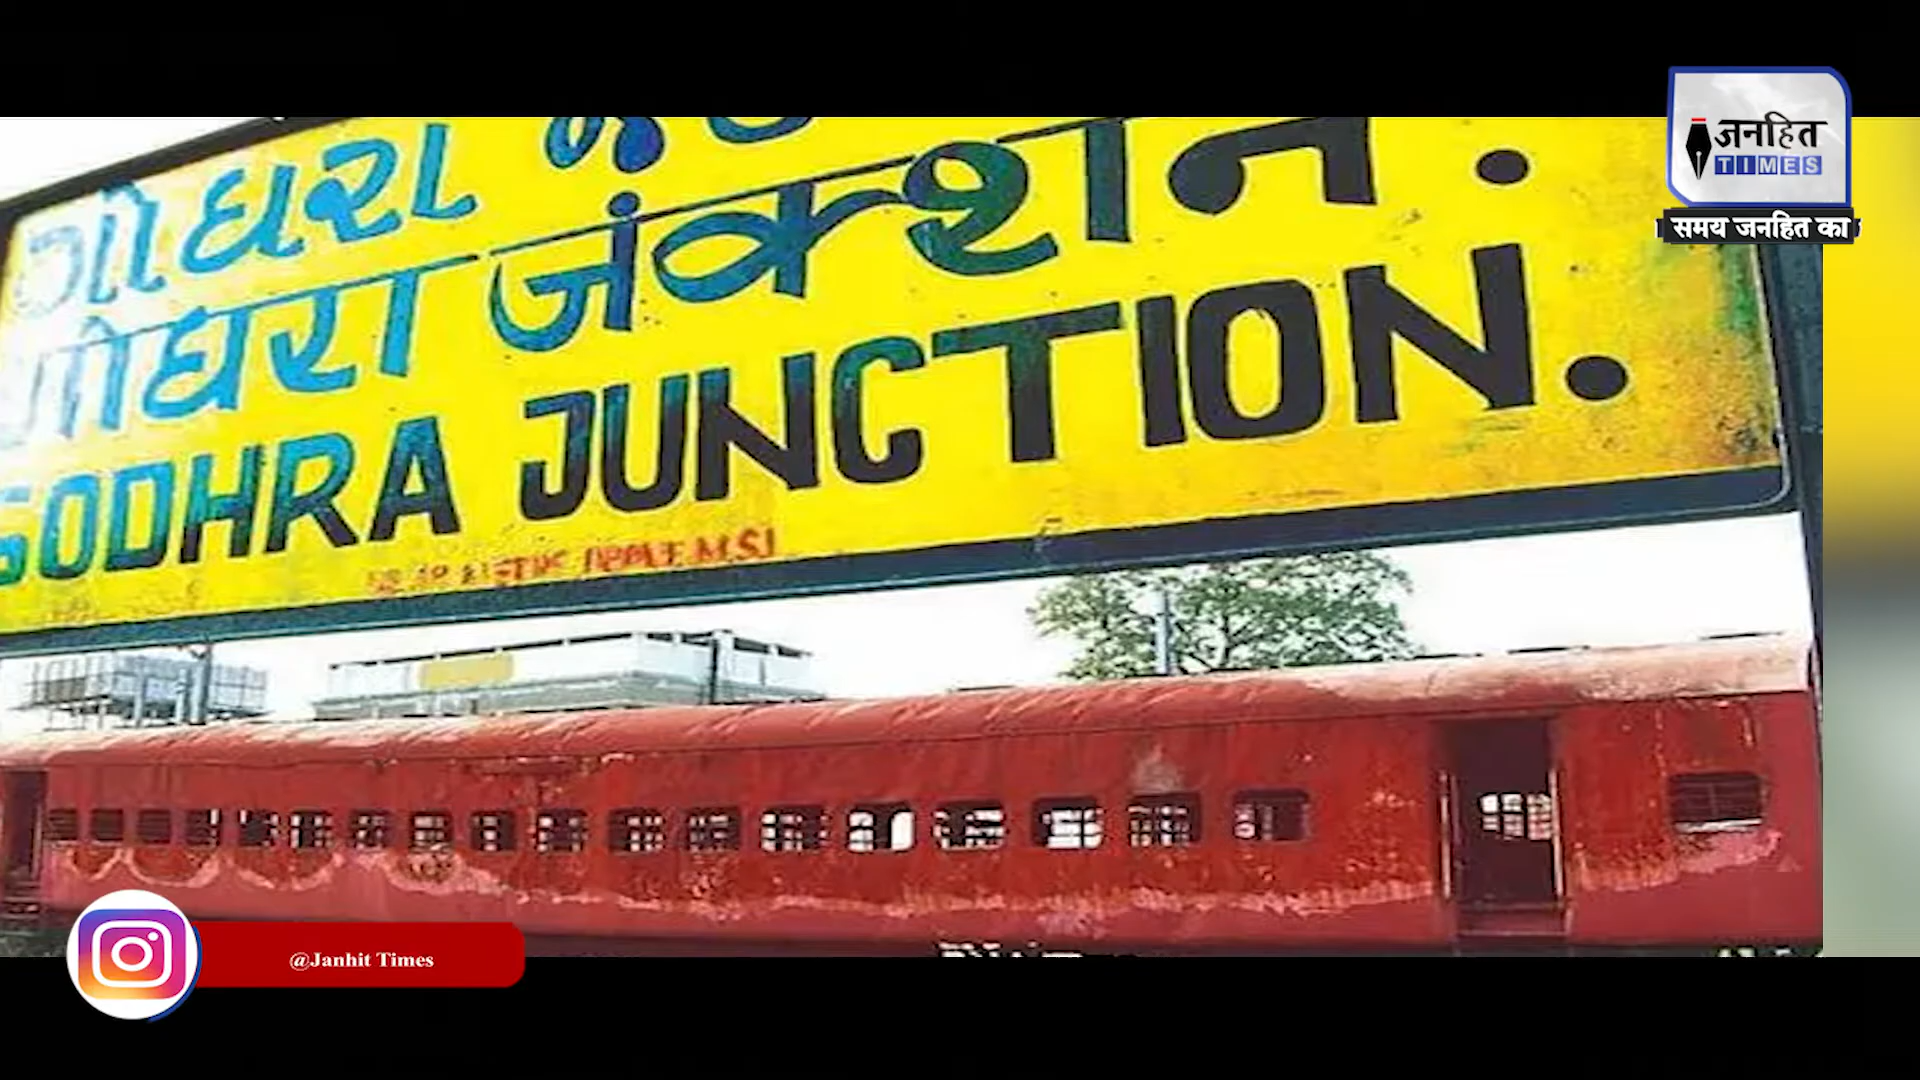 ગોધરા
गोधरा जंक्शन .
GODHRA JUNCTION.
जनहित
TIMES
समय जनहित का
@Janhit Times